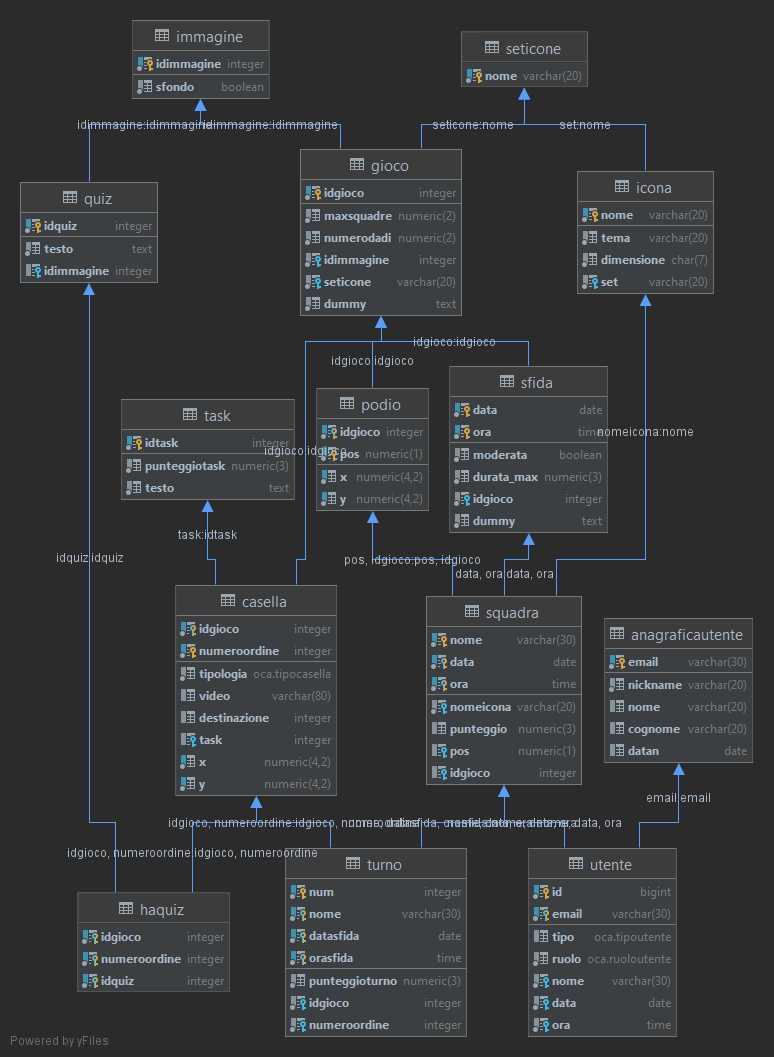 immagine
idimmagine integer
sfondo boolean
seticone
nome varchar(20)
idimmagine:idimmagine
idimmagine:idimmagine
seticone:nome
set:nome
gioco
idgioco integer
maxsquadre numeric(2)
numerodadi numeric(2)
idimmagine integer
seticone varchar(20)
dummy text
quiz
idquiz integer
testo text
idimmagine integer
icona
nome varchar(20)
tema varchar(20)
dimensione char(7)
set varchar(20)
idgioco:idgioco
idgioco:idgioco
sfida
data date
ora time
moderata boolean
durata_max numeric(3)
idgioco integer
dummy text
nomeicona:nome
podio
idgioco integer
pos numeric(1)
x numeric(4,2)
y numeric(4,2)
task
idtask integer
punteggiotask numeric(3)
testo text
idgioco:idgioco
task:idtask
idquiz:idquiz
pos, idgioco:pos, idgioco
data, ora:data, ora
casella
idgioco integer
numeroordine integer
tipologia oca.tipocasella
video varchar(80)
destinazione integer
task integer
x numeric(4,2)
y numeric(4,2)
squadra
nome varchar(30)
data date
ora time
nomeicona varchar(20)
punteggio numeric(3)
pos numeric(1)
idgioco integer
anagraficautente
email varchar(30)
nickname varchar(20)
nome varchar(20)
cognome varchar(20)
datan date
email:email
idgioco, numeroordine:idgioco,
data, ora
idgioco, numeroordine:idgioco, numeroordine
haquiz
idgioco integer
numeroordine integer
idquiz integer
turno
num integer
nome varchar(30)
datasfida date
orasfida time
punteggioturno numeric(3)
idgioco integer
numeroordine integer
utente
id bigint
email varchar(30)
tipo oca.tipoutente
ruolo oca.ruoloutente
nome varchar(30)
data date
ora time
Powered by yFiles